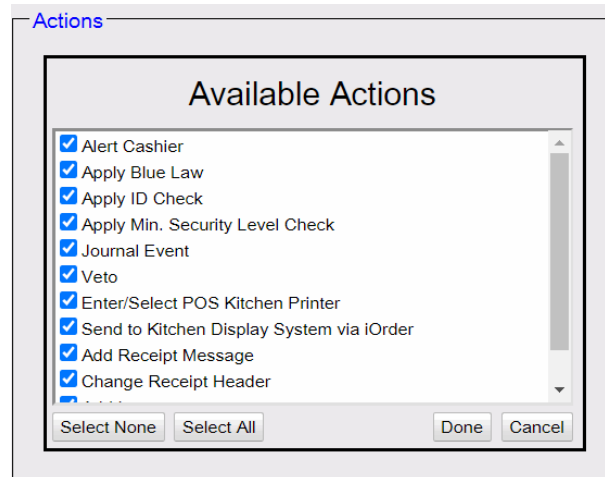 Actions
Available Actions
Alert Cashier
Apply Blue Law
Apply ID Check
Apply Min. Security Level Check
Journal Event
Veto
Enter/Select POS Kitchen Printer
Send to Kitchen Display System via iOrder
Add Receipt Message
Change Receipt Header
Select None Select All Done Cancel